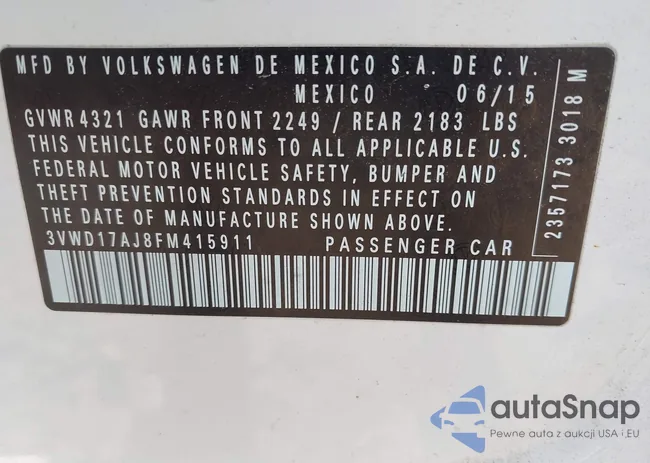 MFD BY VOLKSWAGEN DE MEXICO S.A. DE C.V.
MEXICO 06/15
GVWR 4321 GAWR FRONT 2249 / REAR 2183 LBS
THIS VEHICLE CONFORMS TO ALL APPLICABLE U.S.
FEDERAL MOTOR VEHICLE SAFETY, BUMPER AND
THEFT PREVENTION STANDARDS IN EFFECT ON
THE DATE OF MANUFACTURE SHOWN ABOVE.
3VWD17AJ8FM415911 PASSENGER CAR
2357173 3018 M
autoSnap
Pewne auta z aukcji USA i EU